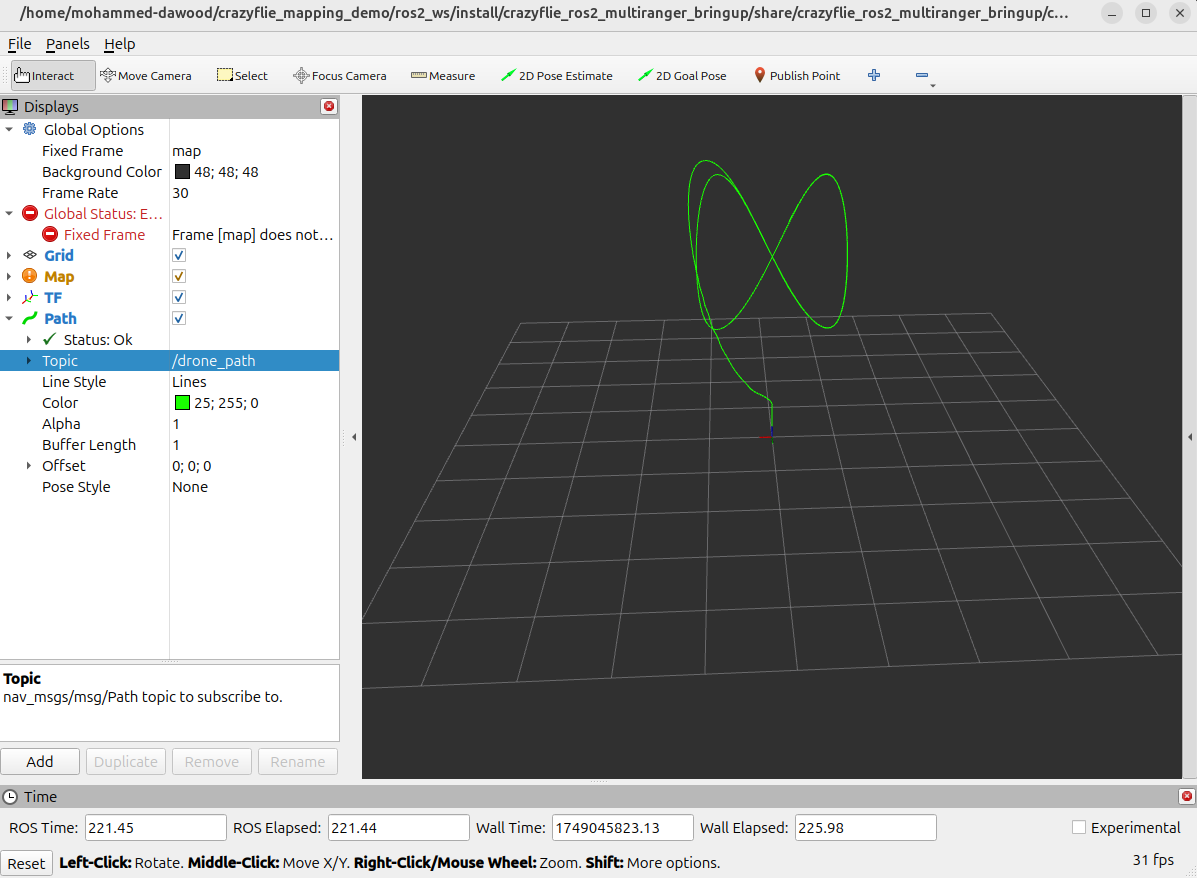 /home/mohammed-dawood/crazyflie_mapping_demo/ros2_ws/install/crazyflie_ros2_multiranger_bringup/share/crazyflie_ros2_multiranger_bringup/c...
File Panels Help
Interact Move Camera Select Focus Camera Measure 2D Pose Estimate 2D Goal Pose Publish Point
Displays
Global Options
Fixed Frame map
Background Color 48; 48; 48
Frame Rate 30
Global Status: E...
Fixed Frame Frame [map] does not...
Grid
Map
TF
Path
Status: Ok
Topic /drone_path
Line Style Lines
Color 25; 255; 0
Alpha 1
Buffer Length 1
Offset 0; 0; 0
Pose Style None
Topic
nav_msgs/msg/Path topic to subscribe to.
Add Duplicate Remove Rename
Time
ROS Time: 221.45 ROS Elapsed: 221.44 Wall Time: 1749045823.13 Wall Elapsed: 225.98 Experimental
Reset Left-Click: Rotate. Middle-Click: Move X/Y. Right-Click/Mouse Wheel: Zoom. Shift: More options. 31 fps